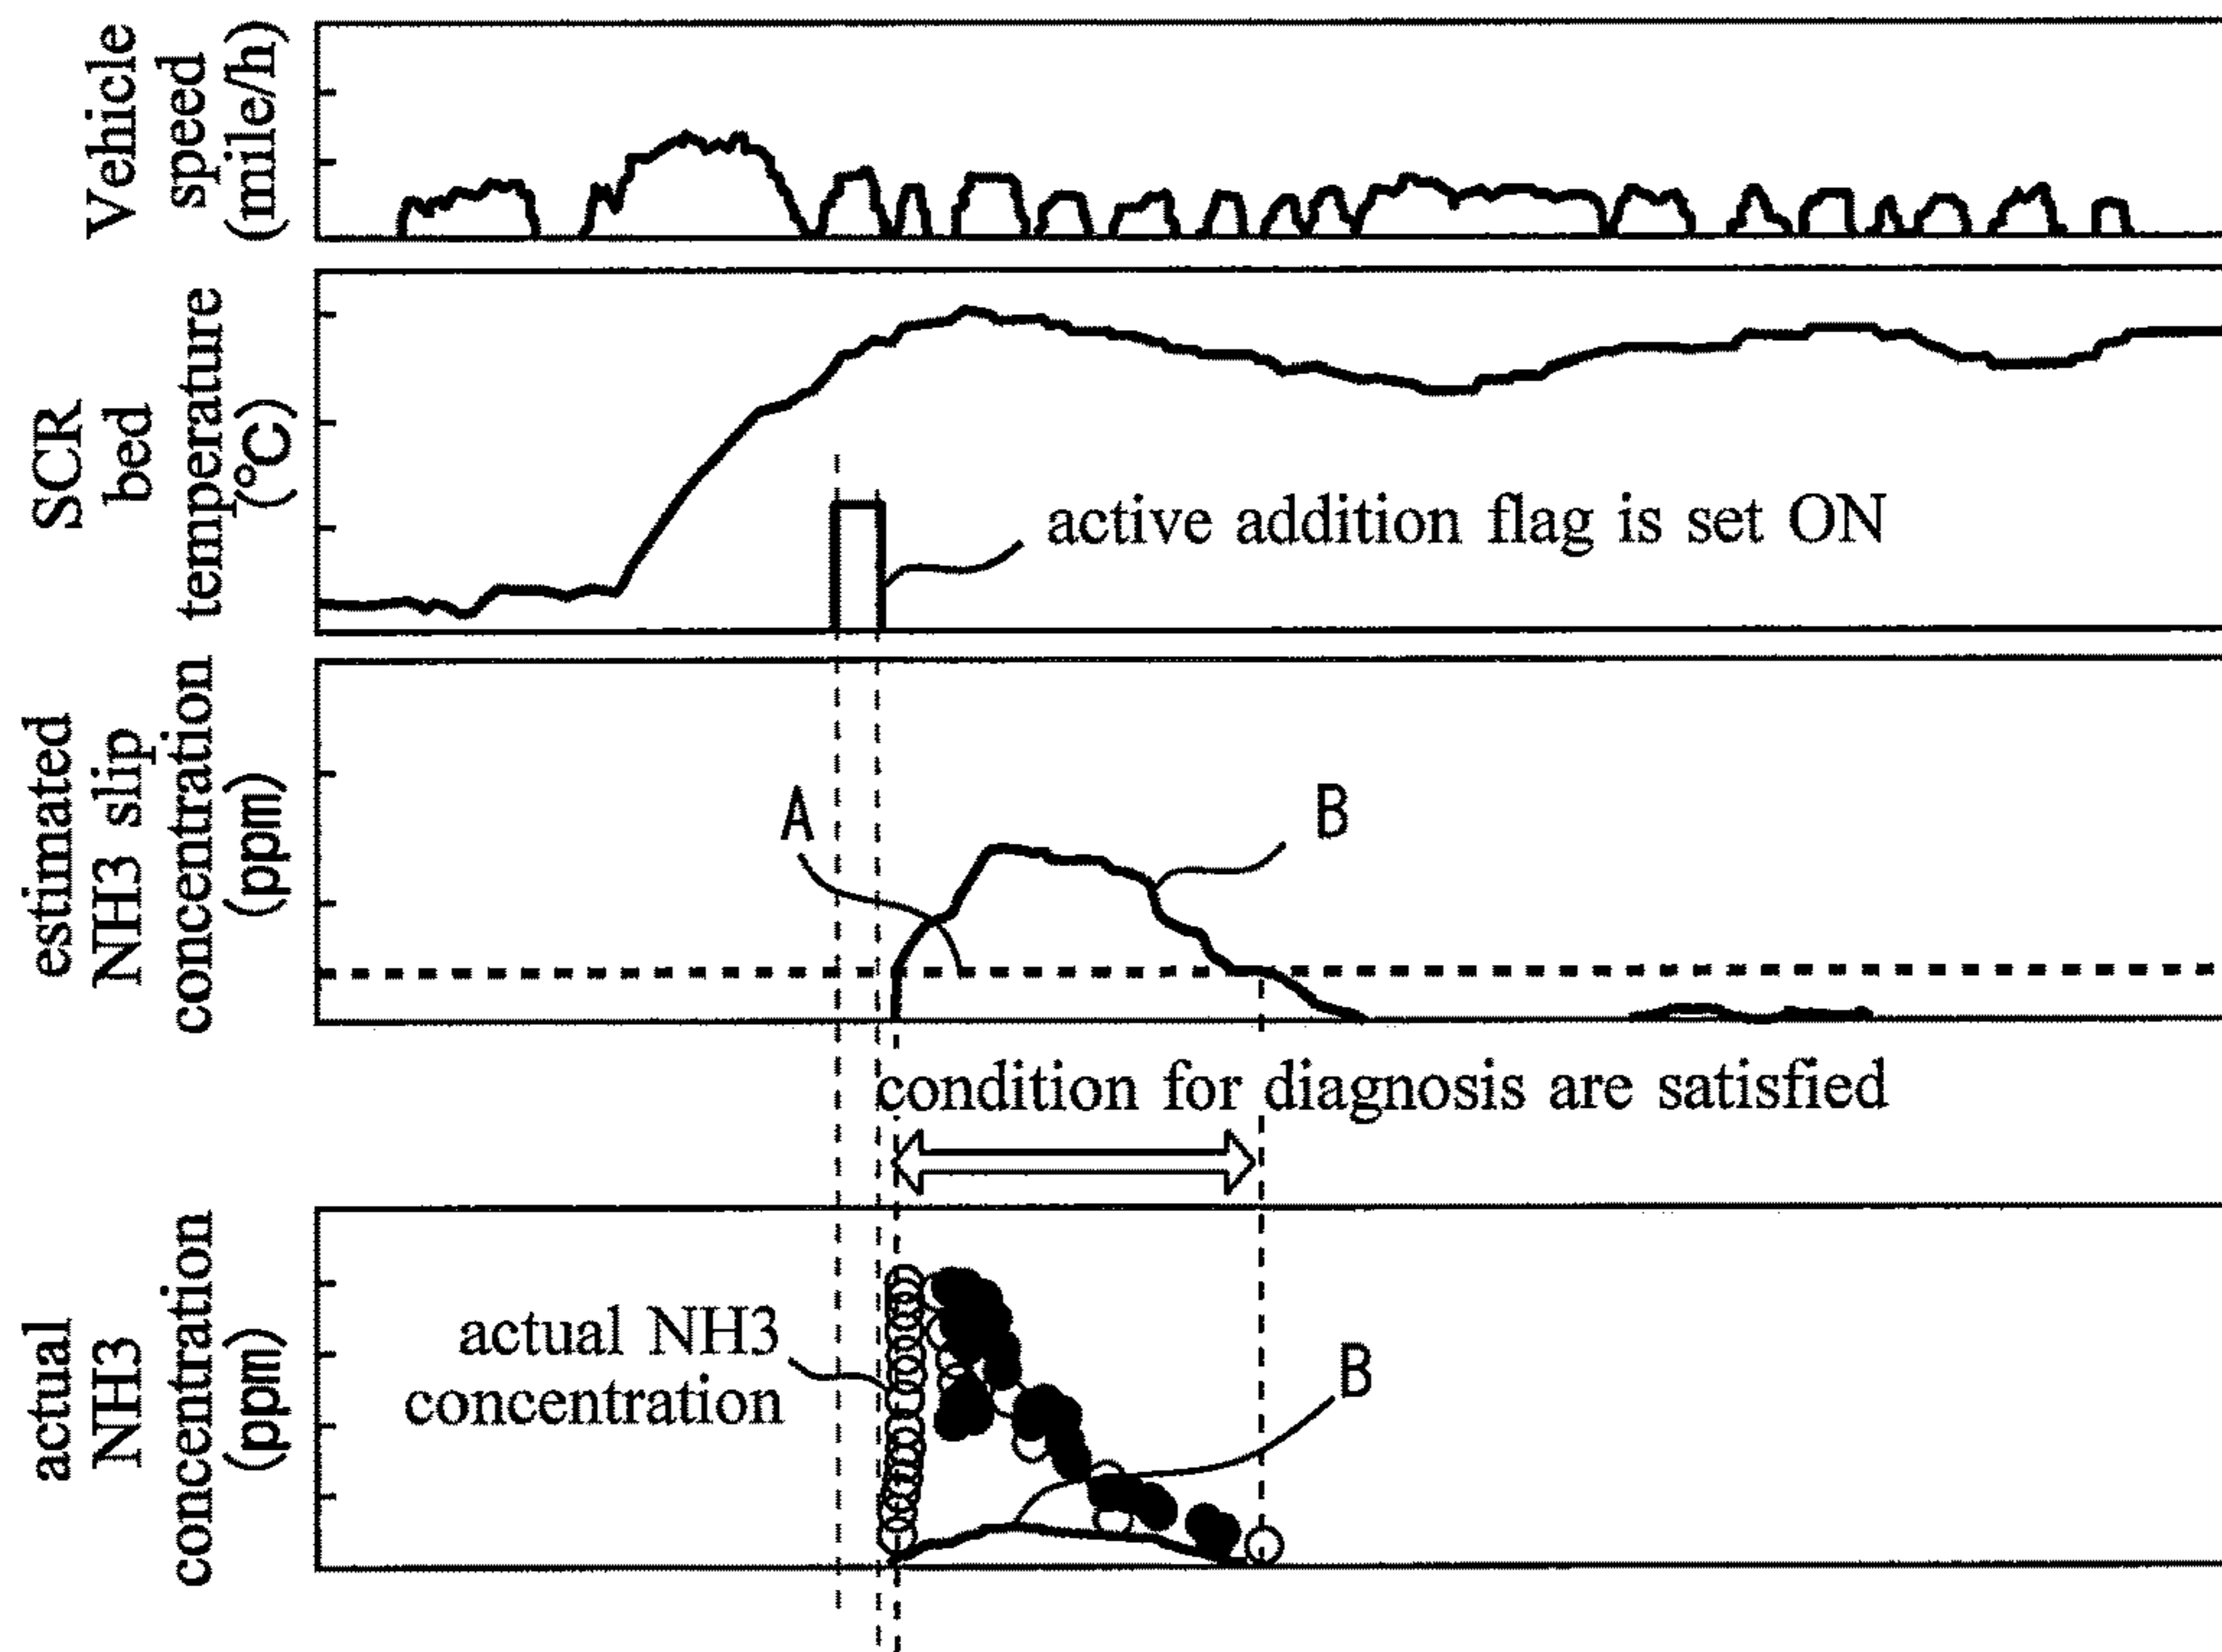 Vehicle
speed
(mile/h)
SCR
bed
temperature
(°C)
active addition flag is set ON
estimated
NH3 slip
concentration
(ppm)
A
B
condition for diagnosis are satisfied
actual
NH3
concentration
(ppm)
actual NH3
concentration
B